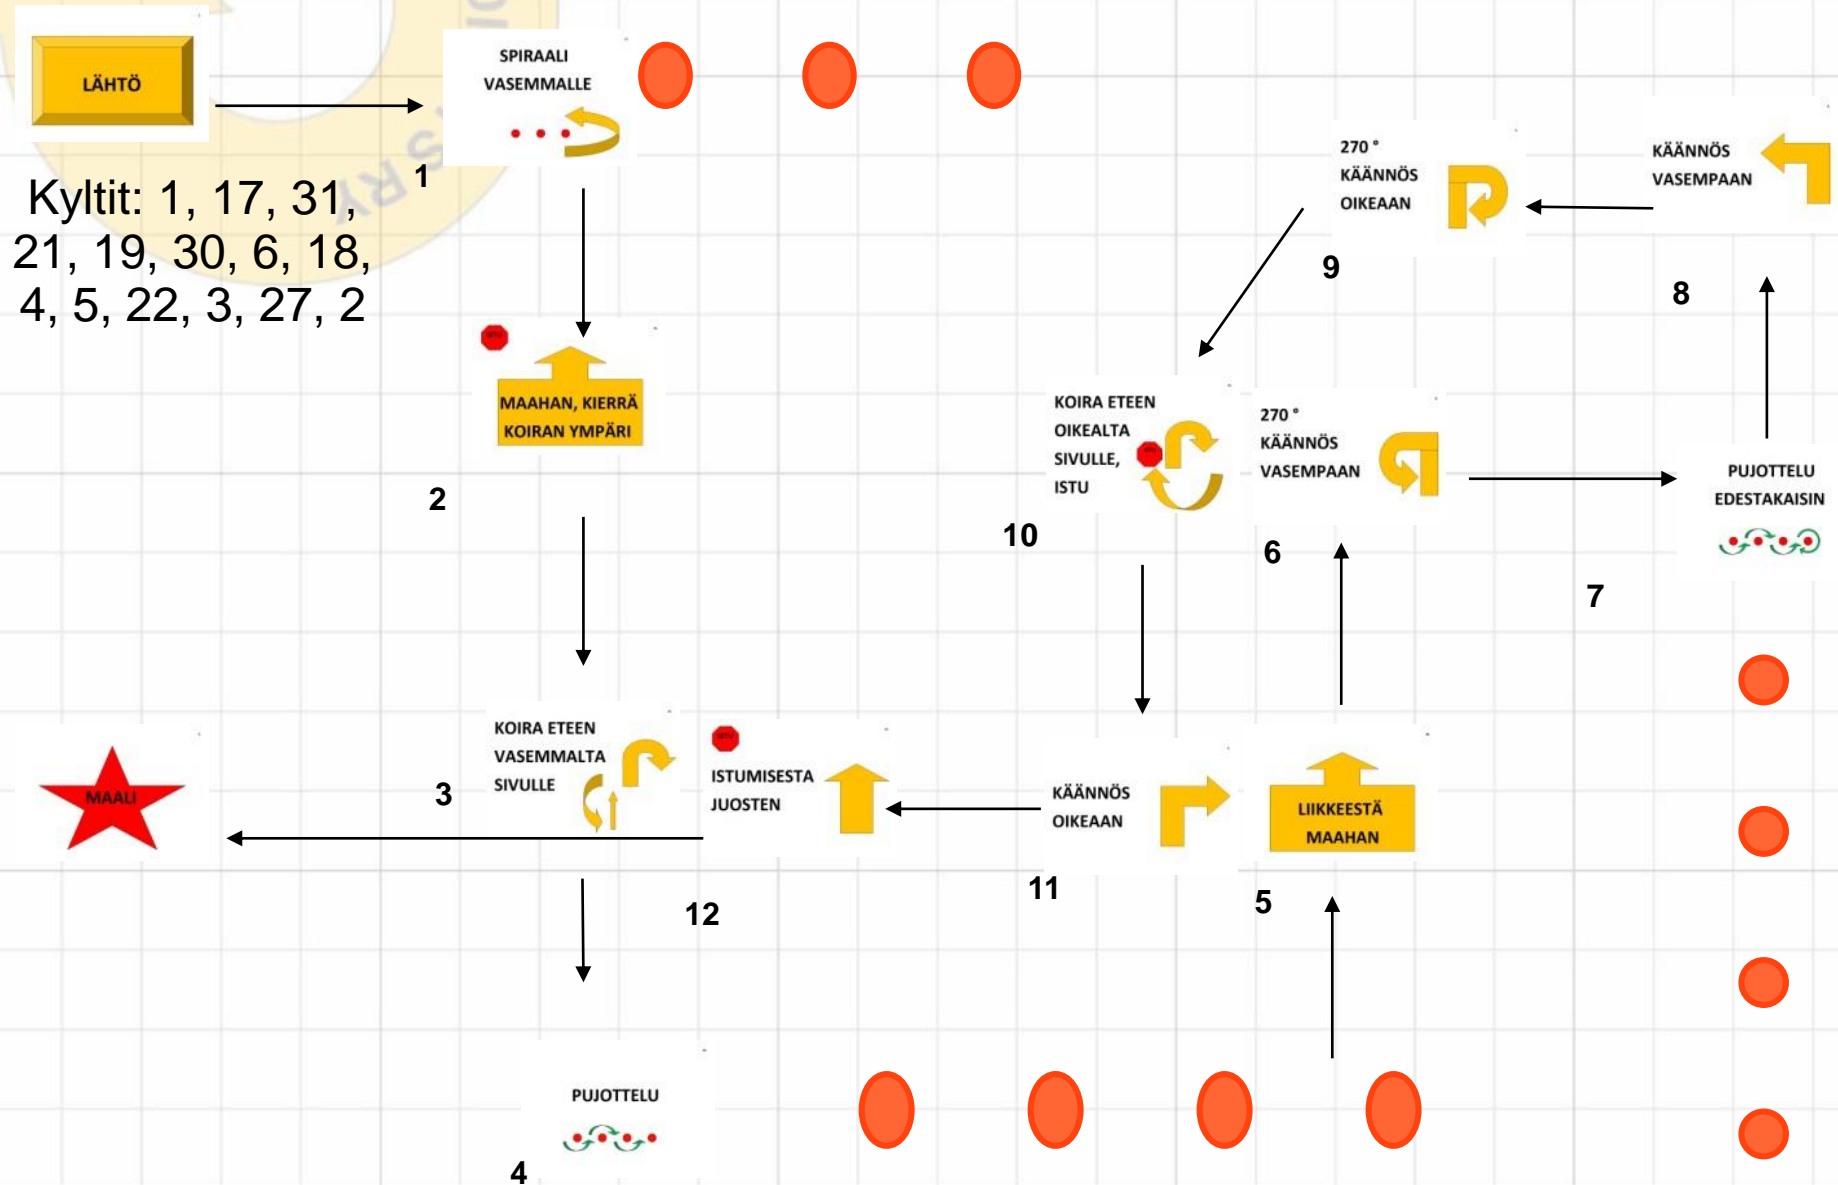 LÄHTÖ
SPIRAALI
VASEMMALLE
1
Kyltit: 1, 17, 31,
21, 19, 30, 6, 18,
4, 5, 22, 3, 27, 2
MAAHAN, KIERRÄ
KOIRAN YMPÄRI
2
KOIRA ETEEN
VASEMMALTA
SIVULLE
3
PUJOTTELU
4
LIIKKEESTÄ
MAAHAN
5
270 °
KÄÄNNÖS
VASEMPAAN
6
PUJOTTELU
EDESTAKAISIN
7
KÄÄNNÖS
VASEMPAAN
8
270 °
KÄÄNNÖS
OIKEAAN
9
KOIRA ETEEN
OIKEALTA
SIVULLE,
ISTU
10
KÄÄNNÖS
OIKEAAN
11
ISTUMISESTA
JUOSTEN
12
MAALI